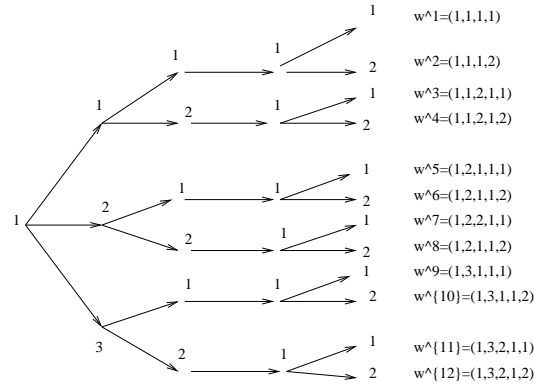 1 w^1=(1,1,1,1)
1 1 2 w^2=(1,1,1,2)
1 2 1 1 w^3=(1,1,2,1,1)
2 w^4=(1,1,2,1,2)
1 1 1 w^5=(1,2,1,1,1)
2 2 w^6=(1,2,1,1,2)
1 2 1 1 w^7=(1,2,2,1,1)
2 w^8=(1,2,1,1,2)
1 1 1 w^9=(1,3,1,1,1)
2 w^{10}=(1,3,1,1,2)
3 2 1 1 w^{11}=(1,3,2,1,1)
2 w^{12}=(1,3,2,1,2)